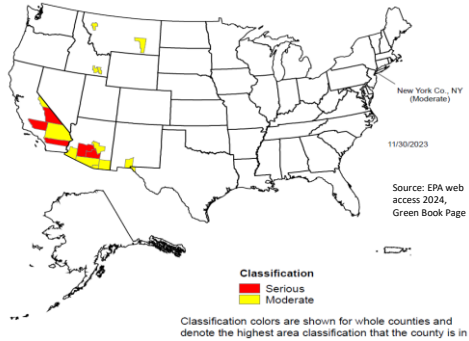 New York Co., NY
(Moderate)
11/30/2023
Source: EPA web
access 2024,
Green Book Page
Classification
Serious
Moderate
Classification colors are shown for whole counties and
denote the highest area classification that the county is in